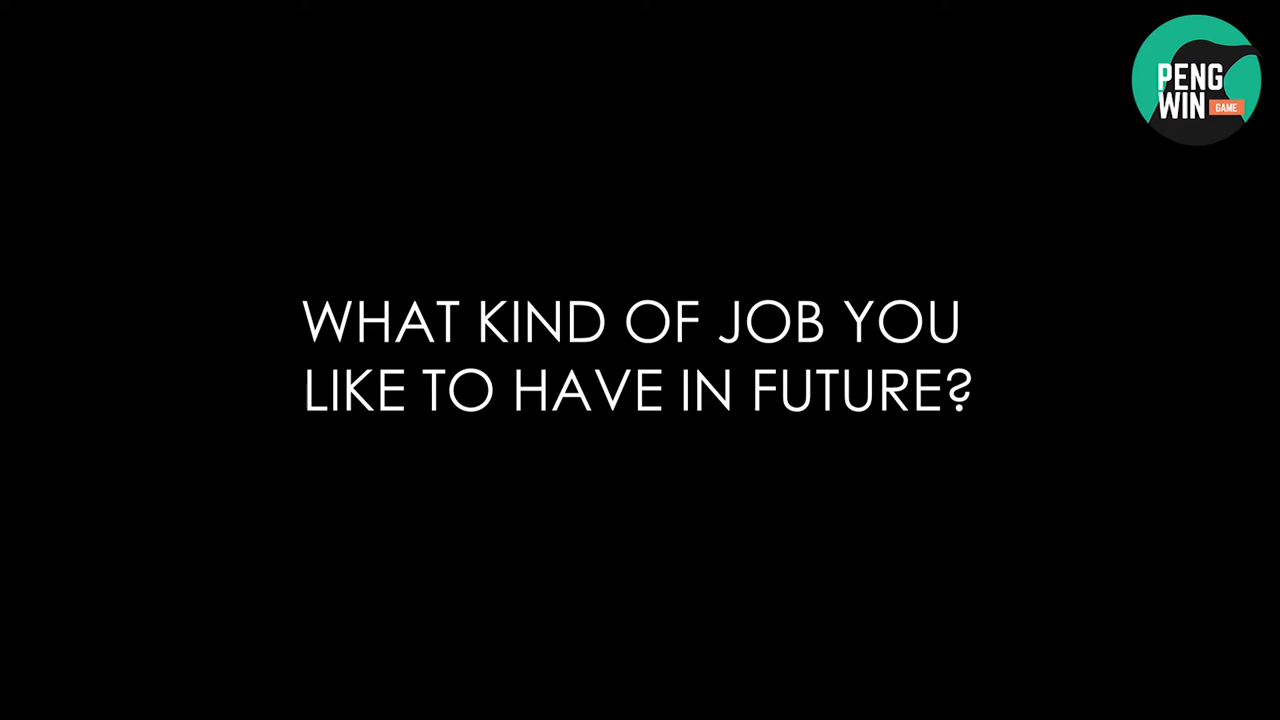 PENG
WIN GAME
WHAT KIND OF JOB YOU
LIKE TO HAVE IN FUTURE?